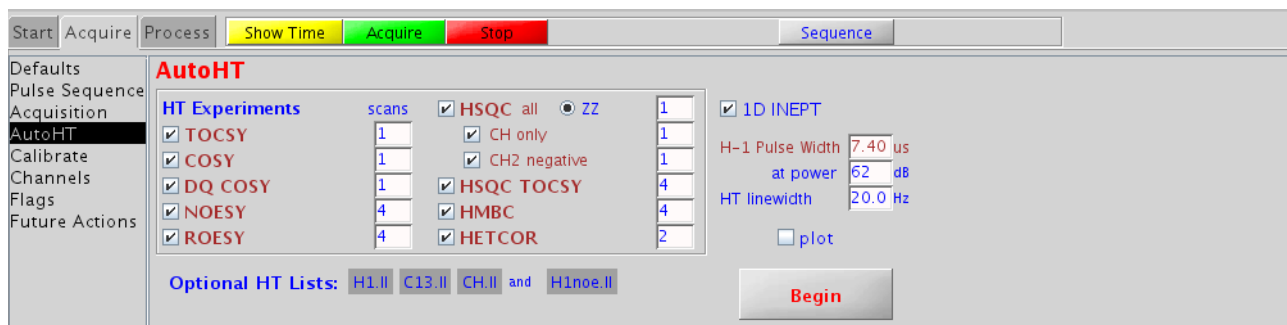 Start Acquire Process Show Time Acquire Stop Sequence
Defaults
Pulse Sequence
Acquisition
AutoHT
Calibrate
Channels
Flags
Future Actions
AutoHT
HT Experiments scans
TOCSY 1
COSY 1
DQ COSY 1
NOESY 4
ROESY 4
HSQC all ZZ 1
CH only 1
CH2 negative 1
HSQC TOCSY 4
HMBC 4
HETCOR 2
1D INEPT
H-1 Pulse Width 7.40 us
at power 62 dB
HT linewidth 20.0 Hz
plot
Optional HT Lists: H1.ll C13.ll CH.ll and H1noe.ll
Begin